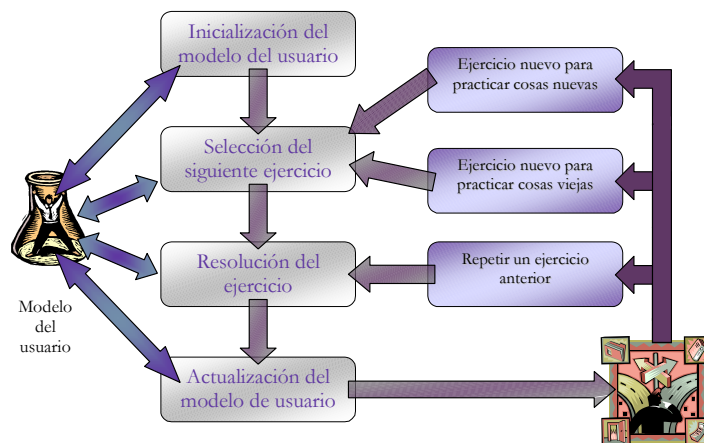 Inicialización del
modelo del usuario
Ejercicio nuevo para
practicar cosas nuevas
Selección del
siguiente ejercicio
Ejercicio nuevo para
practicar cosas viejas
Resolución del
ejercicio
Repetir un ejercicio
anterior
Modelo
del
usuario
Actualización del
modelo de usuario